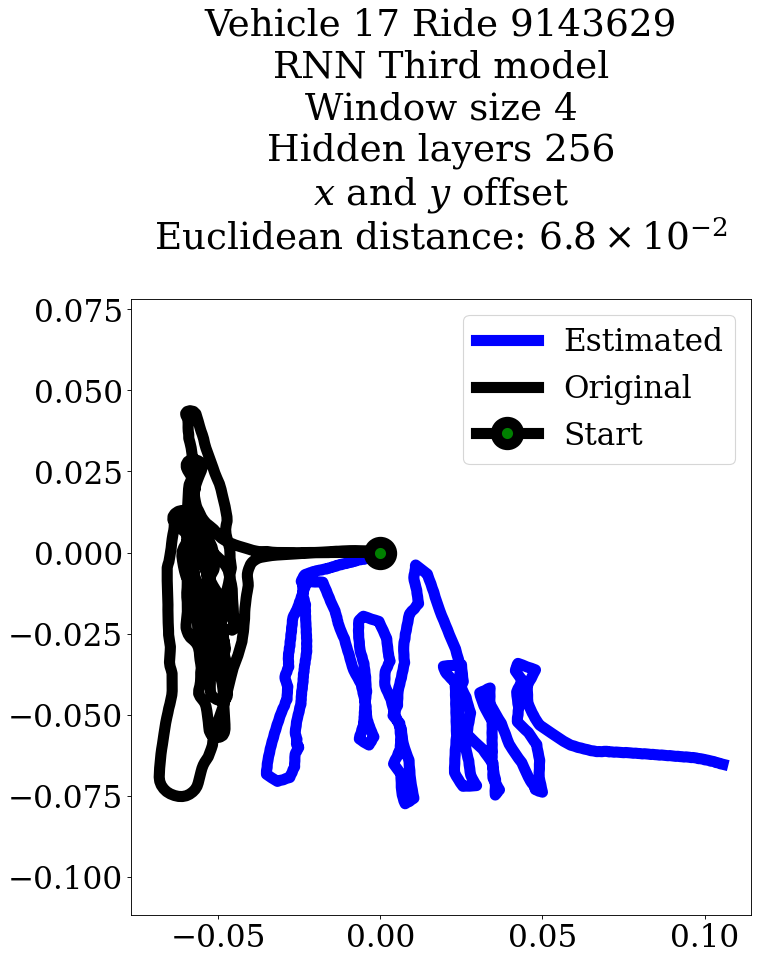 Vehicle 17 Ride 9143629
RNN Third model
Window size 4
Hidden layers 256
x and y offset
Euclidean distance: 6.8 × 10⁻²
Estimated
Original
Start
0.075
0.050
0.025
0.000
−0.025
−0.050
−0.075
−0.100
−0.05 0.00 0.05 0.10